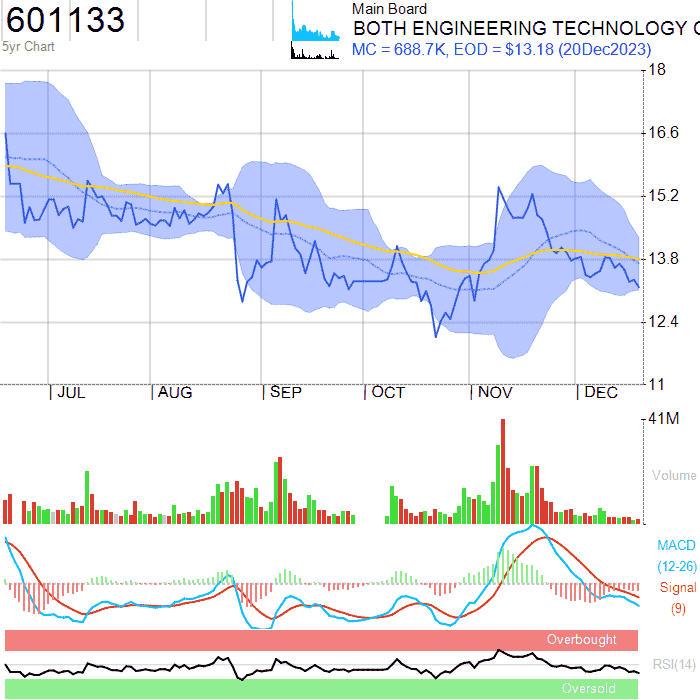 601133
5yr Chart
Main Board
BOTH ENGINEERING TECHNOLOGY
MC = 688.7K, EOD = $13.18 (20Dec2023)
18
16.6
15.2
13.8
12.4
11
JUL AUG SEP OCT NOV DEC
41M
Volume
MACD
(12-26)
Signal
(9)
Overbought
RSI(14)
Oversold